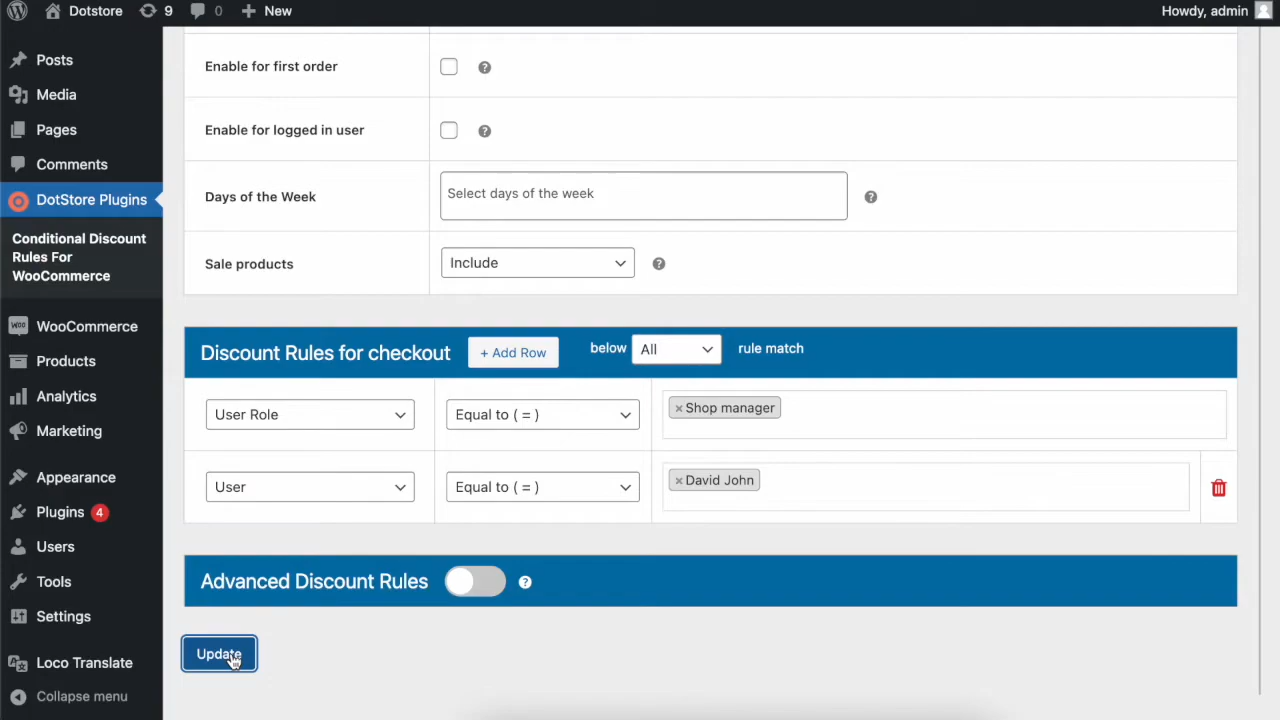 Dotstore
9
0
New
Howdy, admin
Posts
Media
Pages
Comments
DotStore Plugins
Conditional Discount
Rules For
WooCommerce
WooCommerce
Products
Analytics
Marketing
Appearance
Plugins 4
Users
Tools
Settings
Loco Translate
Collapse menu
Enable for first order
?
Enable for logged in user
?
Days of the Week
Select days of the week
?
Sale products
Include
?
Discount Rules for checkout
+ Add Row
below
All
rule match
User Role
Equal to ( = )
× Shop manager
User
Equal to ( = )
× David John
Advanced Discount Rules
?
Update